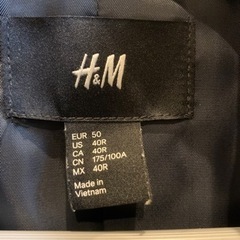 H&M
EUR 50
US 40R
CA 40R
CN 175/100A
MX 40R
Made in
Vietnam